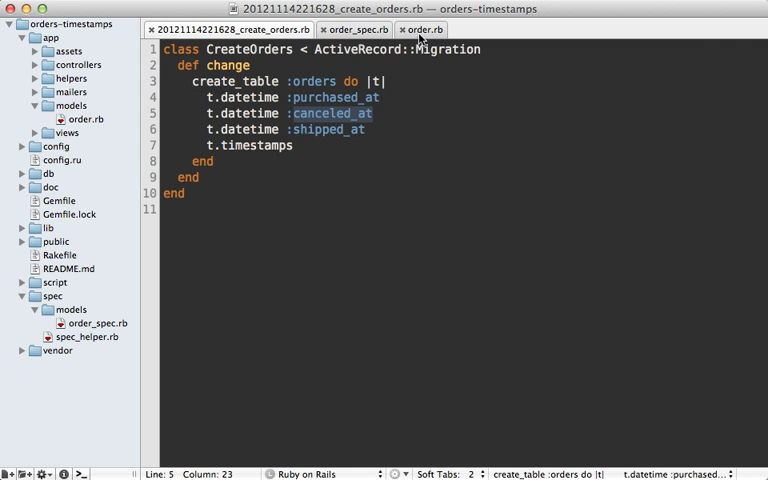 20121114221628_create_orders.rb — orders-timestamps
orders-timestamps
app
assets
controllers
helpers
mailers
models
order.rb
views
config
config.ru
db
doc
Gemfile
Gemfile.lock
lib
public
Rakefile
README.md
script
spec
models
order_spec.rb
spec_helper.rb
vendor
20121114221628_create_orders.rb order_spec.rb order.rb
1 class CreateOrders < ActiveRecord::Migration
2 def change
3 create_table :orders do |t|
4 t.datetime :purchased_at
5 t.datetime :canceled_at
6 t.datetime :shipped_at
7 t.timestamps
8 end
9 end
10 end
11
Line: 5 Column: 23 Ruby on Rails Soft Tabs: 2 create_table :orders do |t| t.datetime :purchased...